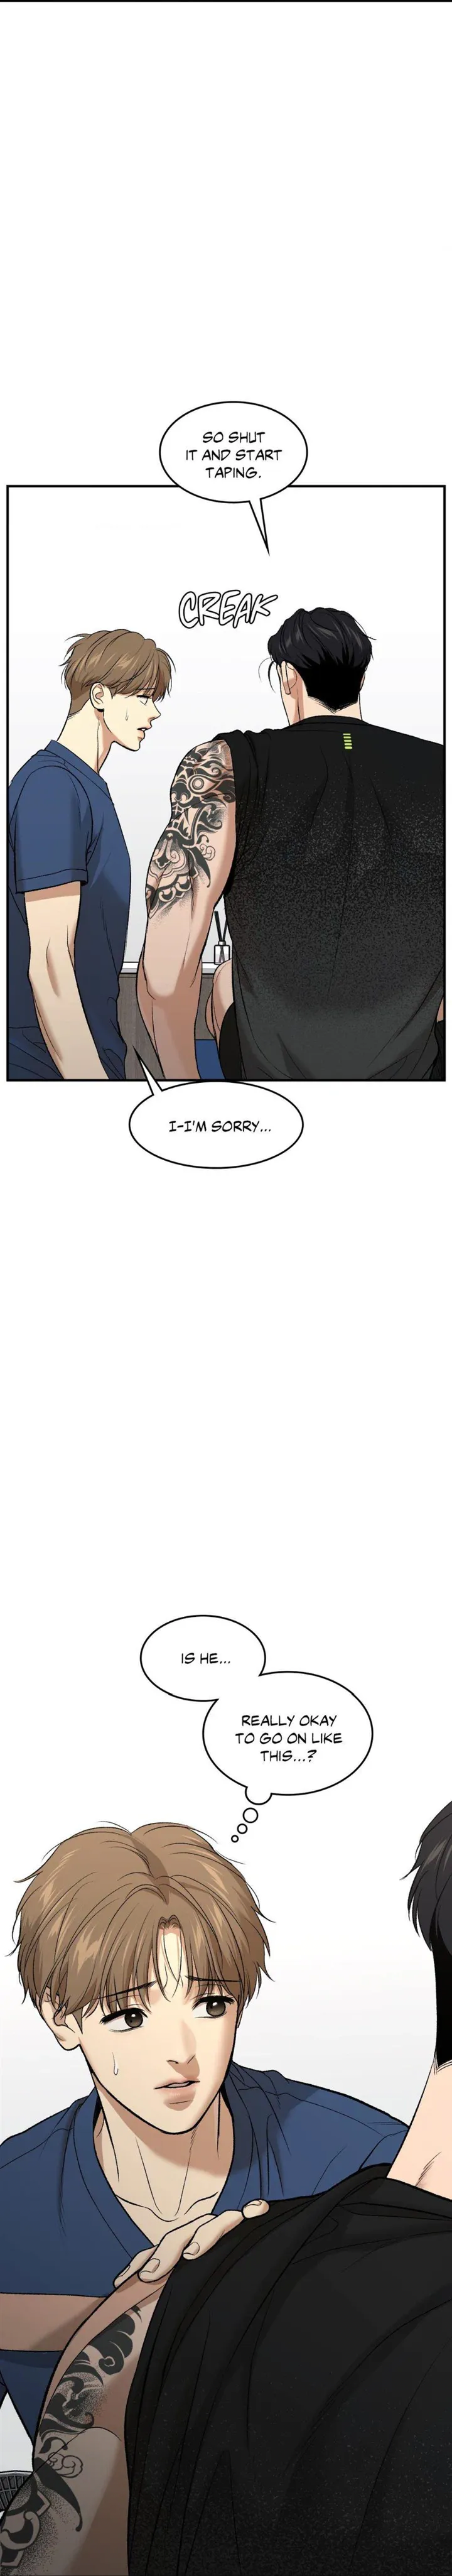 SO SHUT
IT AND START
TAPING.
CREAK
I-I'M SORRY...
IS HE...
REALLY OKAY
TO GO ON LIKE
THIS...?